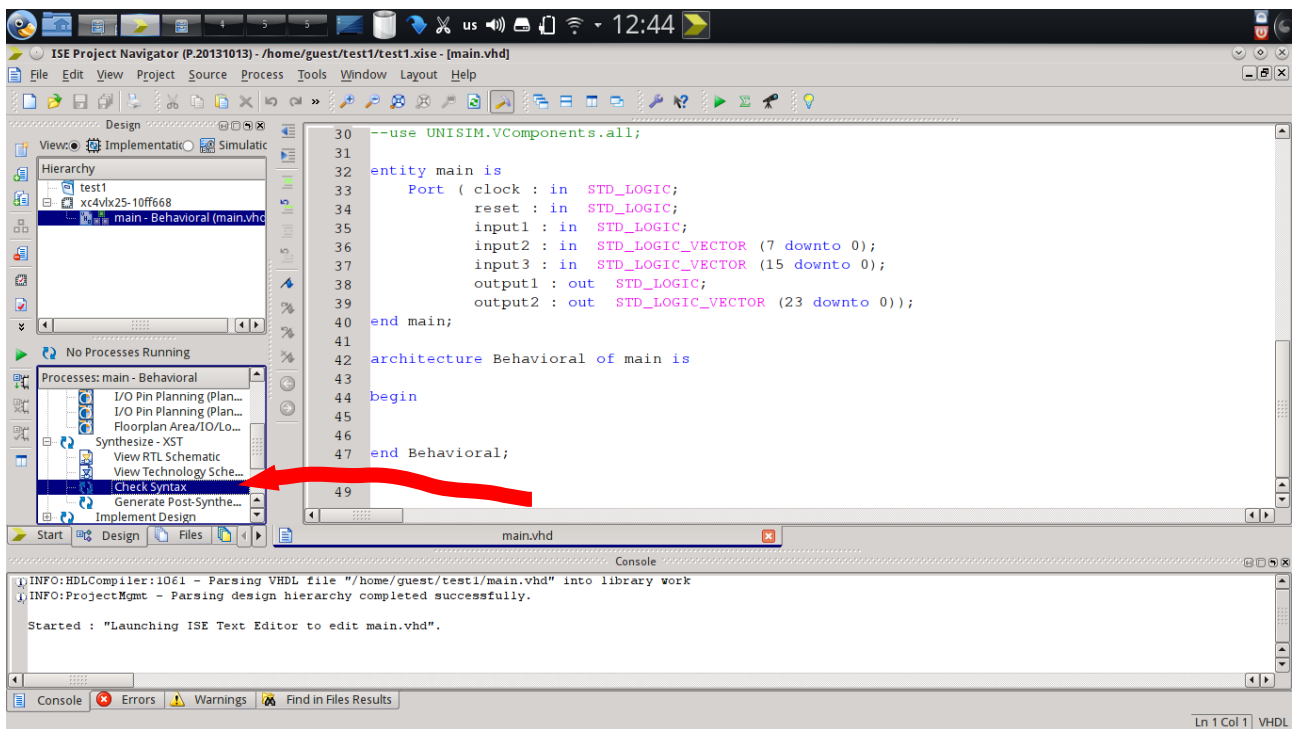 4 5 5 us 12:44
ISE Project Navigator (P.20131013) - /home/guest/test1/test1.xise - [main.vhd]
File Edit View Project Source Process Tools Window Layout Help
Design
View: Implementatic Simulatic
Hierarchy
test1
xc4vlx25-10ff668
main - Behavioral (main.vhd
No Processes Running
Processes: main - Behavioral
I/O Pin Planning (Plan...
I/O Pin Planning (Plan...
Floorplan Area/IO/Lo...
Synthesize - XST
View RTL Schematic
View Technology Sche...
Check Syntax
Generate Post-Synthe...
Implement Design
Start Design Files
30 --use UNISIM.VComponents.all;
31
32 entity main is
33 Port ( clock : in STD_LOGIC;
34 reset : in STD_LOGIC;
35 input1 : in STD_LOGIC;
36 input2 : in STD_LOGIC_VECTOR (7 downto 0);
37 input3 : in STD_LOGIC_VECTOR (15 downto 0);
38 output1 : out STD_LOGIC;
39 output2 : out STD_LOGIC_VECTOR (23 downto 0));
40 end main;
41
42 architecture Behavioral of main is
43
44 begin
45
46
47 end Behavioral;
49
main.vhd
Console
INFO:HDLCompiler:1061 - Parsing VHDL file "/home/guest/test1/main.vhd" into library work
INFO:ProjectMgmt - Parsing design hierarchy completed successfully.
Started : "Launching ISE Text Editor to edit main.vhd".
Console Errors Warnings Find in Files Results
Ln 1 Col 1 VHDL